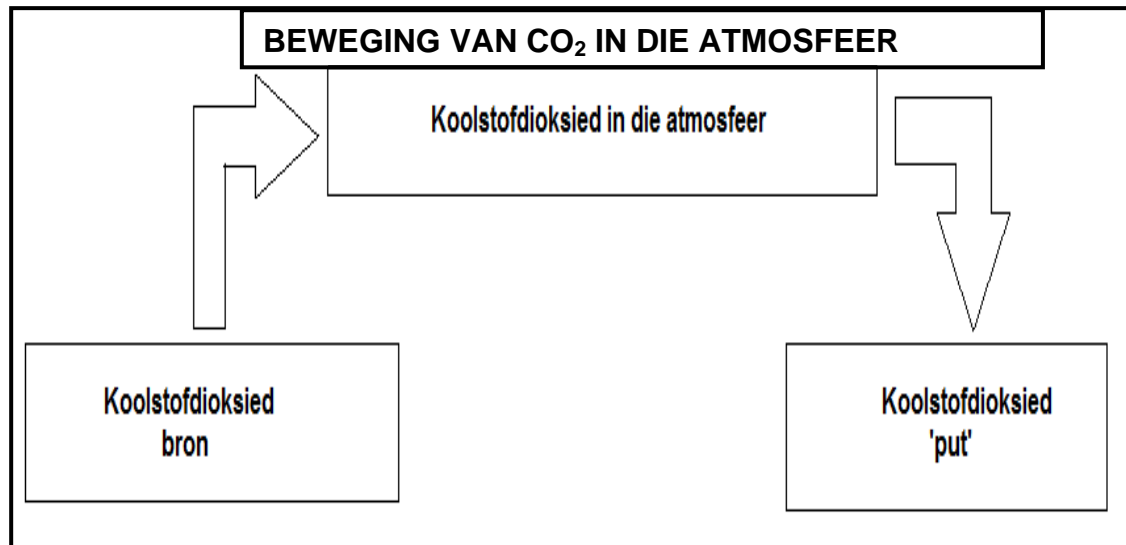 BEWEGING VAN CO₂ IN DIE ATMOSFEER
Koolstofdioksied in die atmosfeer
Koolstofdioksied
bron
Koolstofdioksied
'put'